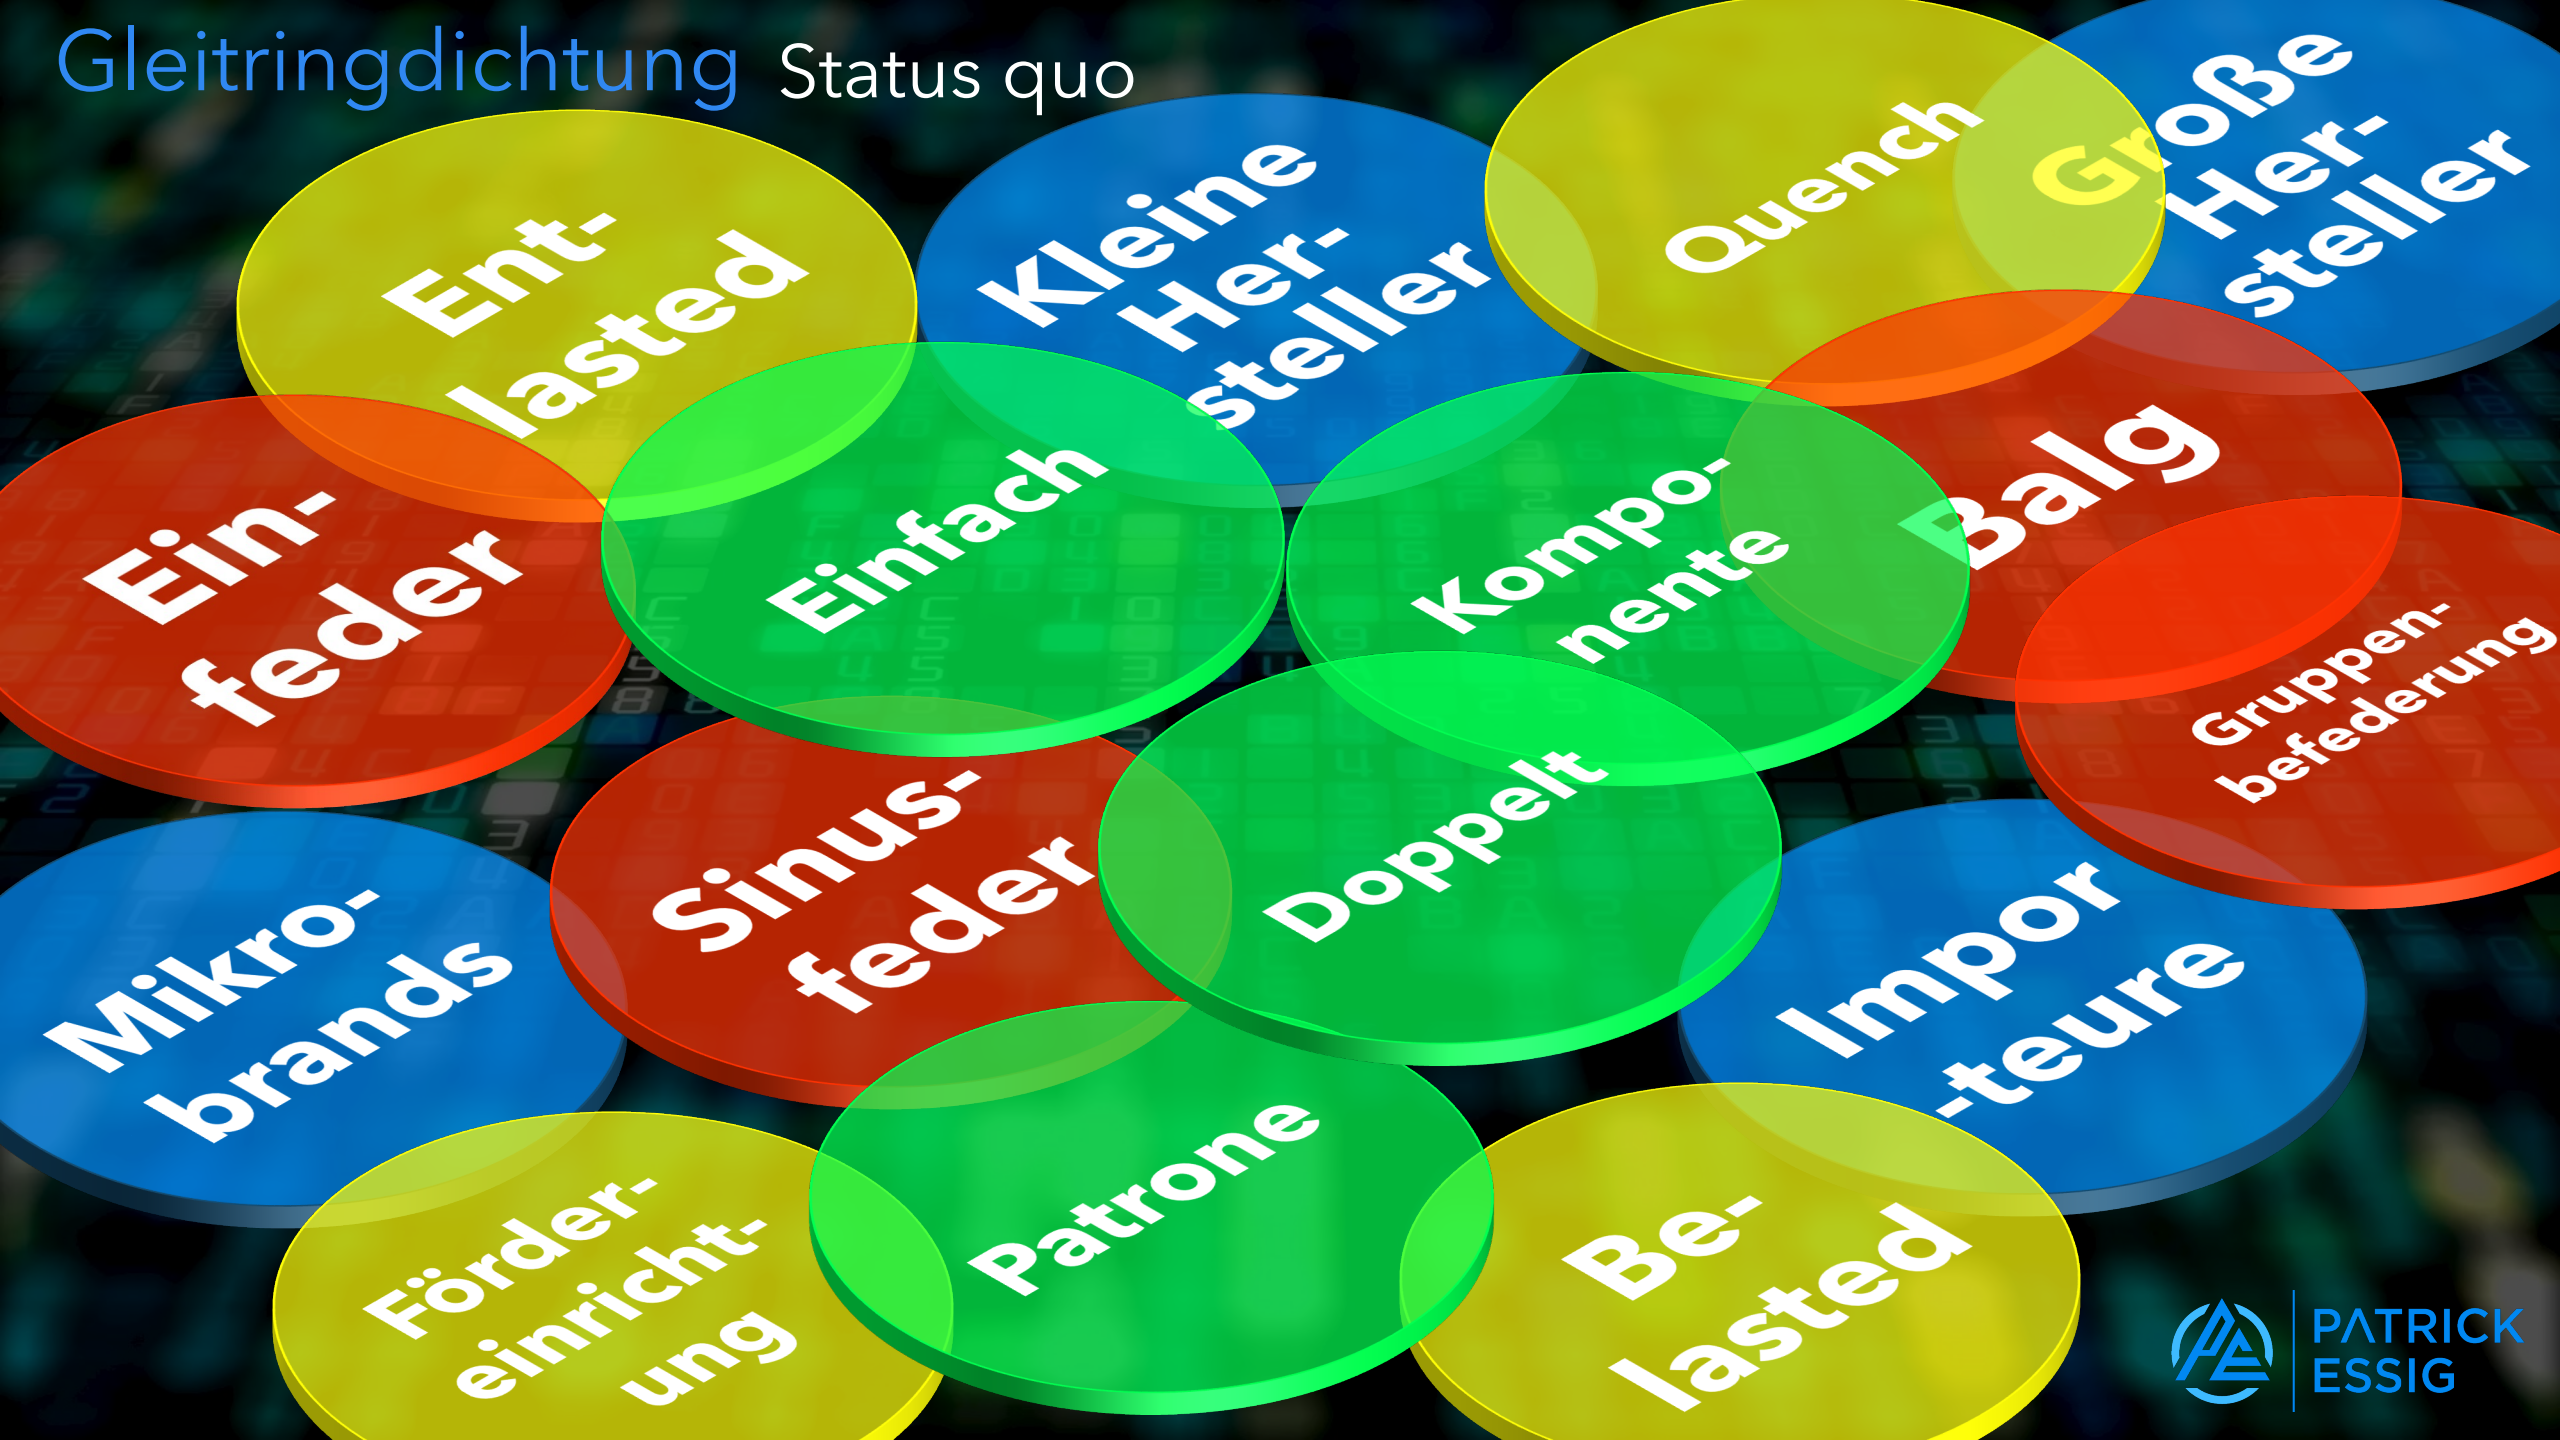 Gleitringdichtung Status quo
Ent-
lasted
Kleine
Her-
steller
Quench
Große
Her-
steller
Ein-
feder
Einfach
Kompo-
nente
Balg
Gruppen-
befederung
Mikro-
brands
Sinus-
feder
Doppelt
Impor
-teure
Förder-
einricht-
ung
Patrone
Be-
lasted
PATRICK
ESSIG